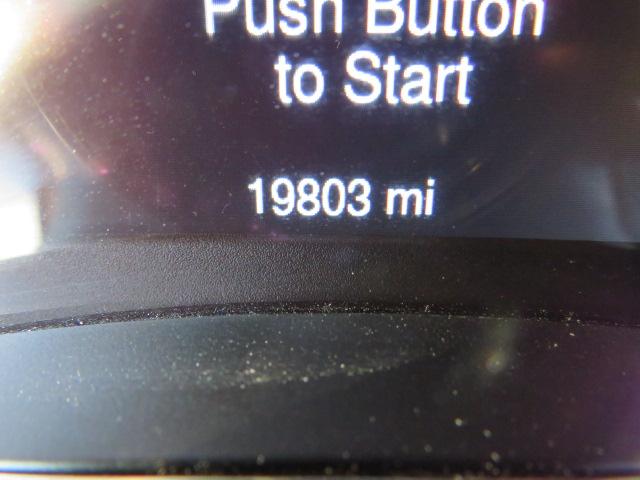 Push Button
to Start
19803 mi